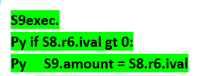 S9exec.
Py if S8.r6.ival gt 0:
Py S9.amount = S8.r6.ival